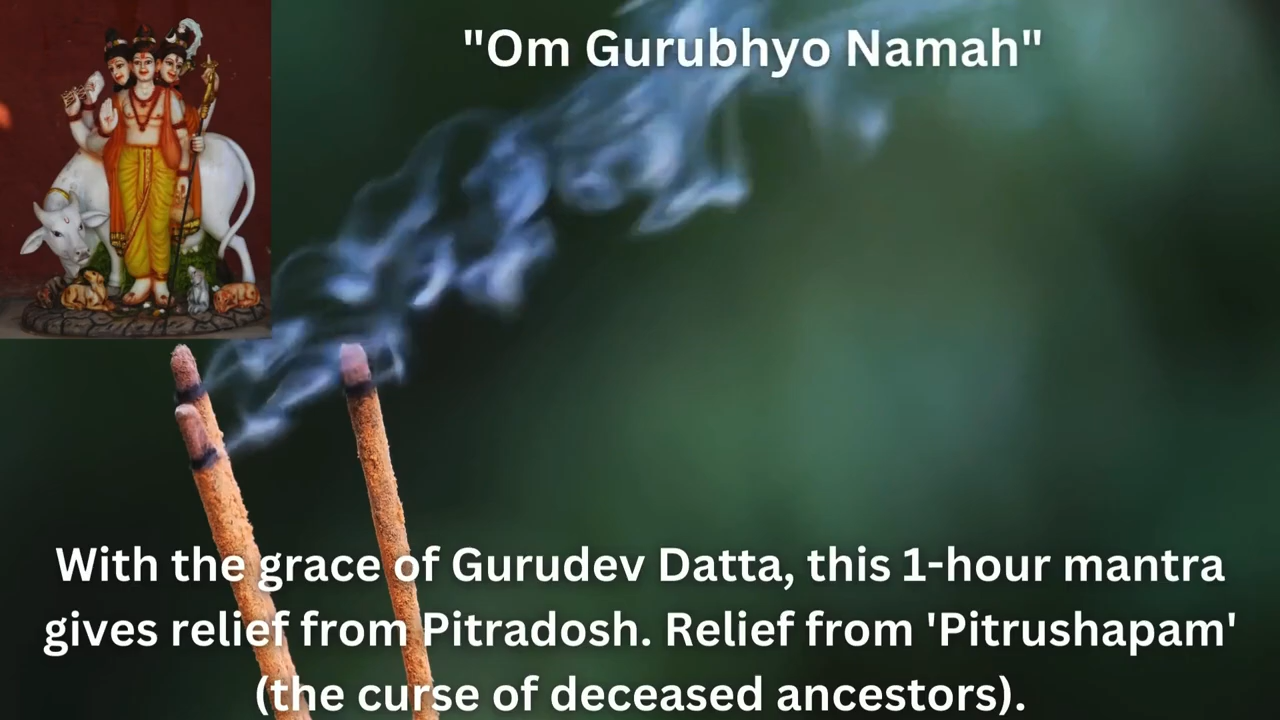 "Om Gurubhyo Namah"
With the grace of Gurudev Datta, this 1-hour mantra
gives relief from Pitradosh. Relief from 'Pitrushapam'
(the curse of deceased ancestors).